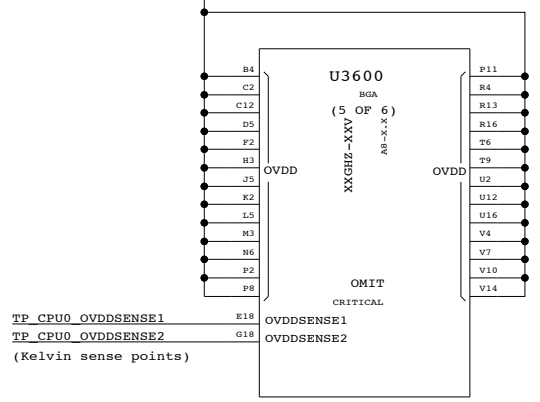 B4
C2
C12
D5
F2
H3
J5
K2
L5
M3
N6
P2
P8
OVDD
U3600
BGA
(5 OF 6)
XXGHZ-XXV
A8-X.X
OVDD
P11
R4
R13
R16
T6
T9
U2
U12
U16
V4
V7
V10
V14
OMIT
CRITICAL
TP_CPU0_OVDDSENSE1 E18 OVDDSENSE1
TP_CPU0_OVDDSENSE2 G18 OVDDSENSE2
(Kelvin sense points)